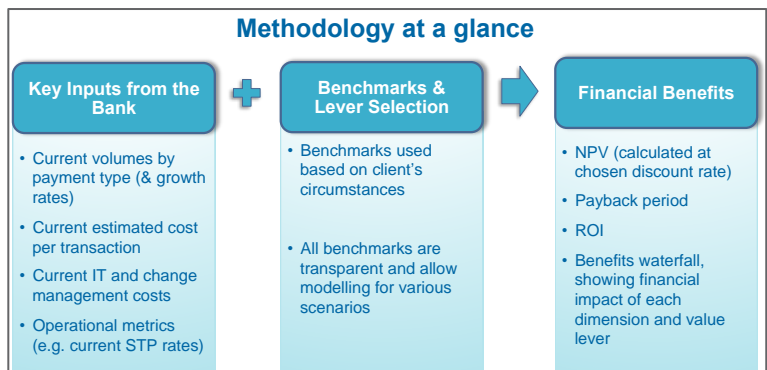 Methodology at a glance
Key Inputs from the
Bank
• Current volumes by
payment type (& growth
rates)
• Current estimated cost
per transaction
• Current IT and change
management costs
• Operational metrics
(e.g. current STP rates)
Benchmarks &
Lever Selection
• Benchmarks used
based on client's
circumstances
• All benchmarks are
transparent and allow
modelling for various
scenarios
Financial Benefits
• NPV (calculated at
chosen discount rate)
• Payback period
• ROI
• Benefits waterfall,
showing financial
impact of each
dimension and value
lever